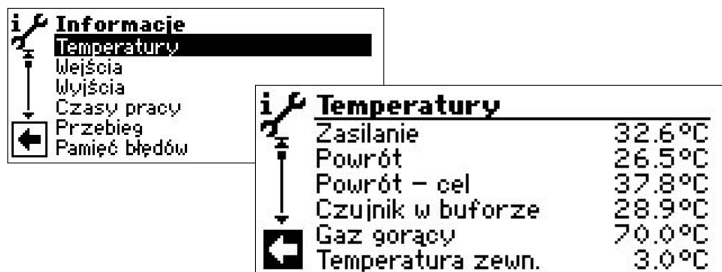 Informacje
Temperatury
Wejścia
Wyjścia
Czasy pracy
Przebieg
Pamięć błędów
Temperatury
Zasilanie 32.6°C
Powrót 26.5°C
Powrót – cel 37.8°C
Czujnik w buforze 28.9°C
Gaz gorący 70.0°C
Temperatura zewn. 3.0°C